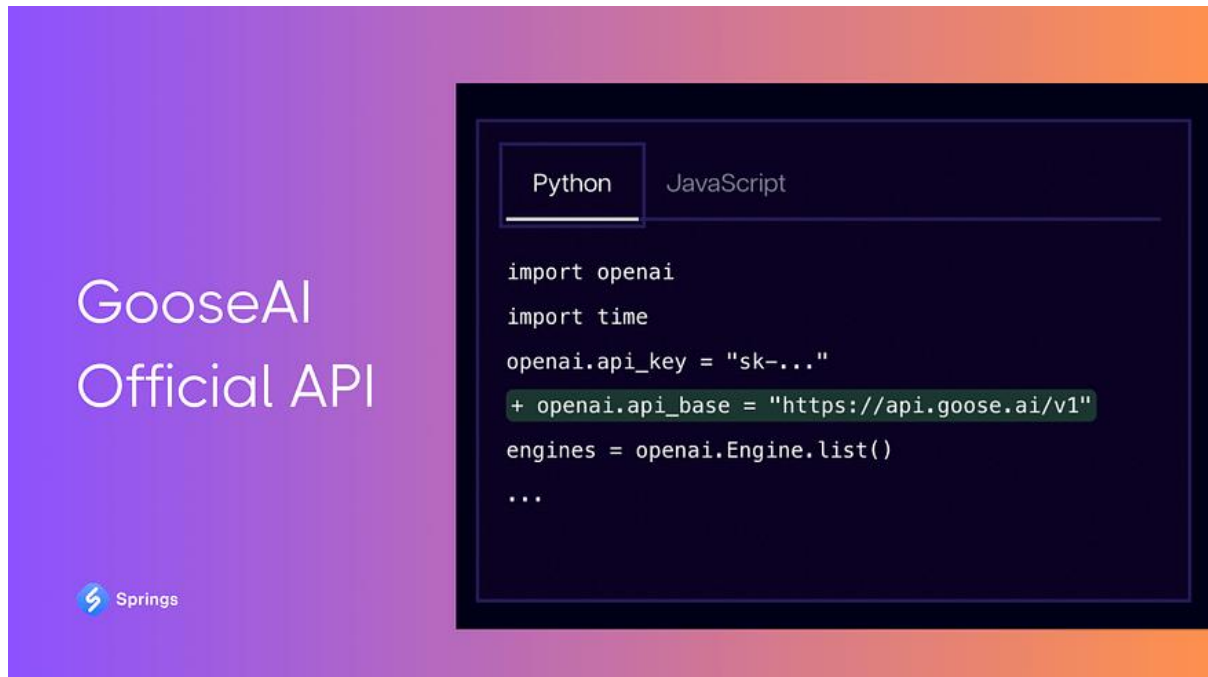 GooseAI
Official API
Springs
Python JavaScript
import openai
import time
openai.api_key = "sk-..."
+ openai.api_base = "https://api.goose.ai/v1"
engines = openai.Engine.list()
...